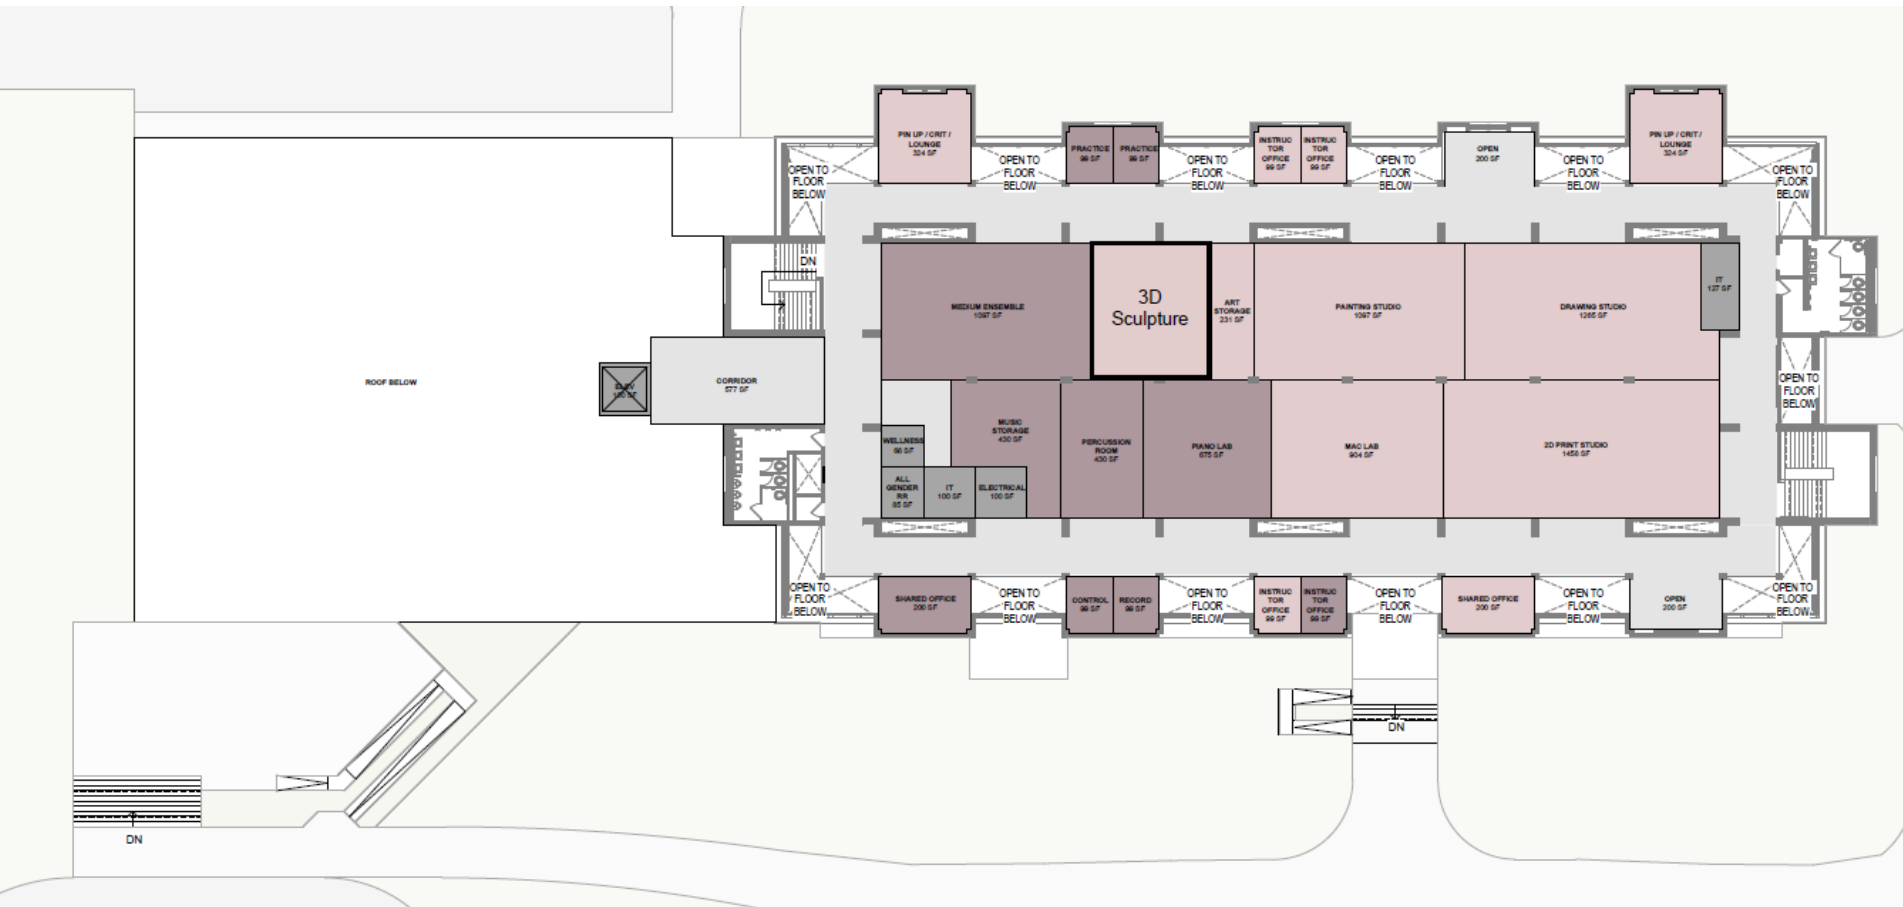 PIN UP / CRIT /
LOUNGE
324 SF
OPEN TO
FLOOR
BELOW
PRACTICE
99 SF
PRACTICE
99 SF
OPEN TO
FLOOR
BELOW
INSTRUC
TOR
OFFICE
99 SF
INSTRUC
TOR
OFFICE
99 SF
OPEN TO
FLOOR
BELOW
OPEN
200 SF
OPEN TO
FLOOR
BELOW
PIN UP / CRIT /
LOUNGE
324 SF
OPEN TO
FLOOR
BELOW
OPEN TO
FLOOR
BELOW
DN
MEDIUM ENSEMBLE
1097 SF
3D
Sculpture
ART
STORAGE
231 SF
PAINTING STUDIO
1097 SF
DRAWING STUDIO
1265 SF
IT
127 SF
ROOF BELOW
ELEV
CORRIDOR
577 SF
OPEN TO
FLOOR
BELOW
WELLNESS
66 SF
ALL
GENDER
RR
85 SF
IT
100 SF
ELECTRICAL
100 SF
MUSIC
STORAGE
430 SF
PERCUSSION
ROOM
430 SF
PIANO LAB
675 SF
MAC LAB
904 SF
2D PRINT STUDIO
1456 SF
OPEN TO
FLOOR
BELOW
SHARED OFFICE
200 SF
OPEN TO
FLOOR
BELOW
CONTROL
99 SF
RECORD
99 SF
OPEN TO
FLOOR
BELOW
INSTRUC
TOR
OFFICE
99 SF
INSTRUC
TOR
OFFICE
99 SF
OPEN TO
FLOOR
BELOW
SHARED OFFICE
200 SF
OPEN TO
FLOOR
BELOW
OPEN
200 SF
OPEN TO
FLOOR
BELOW
DN
DN